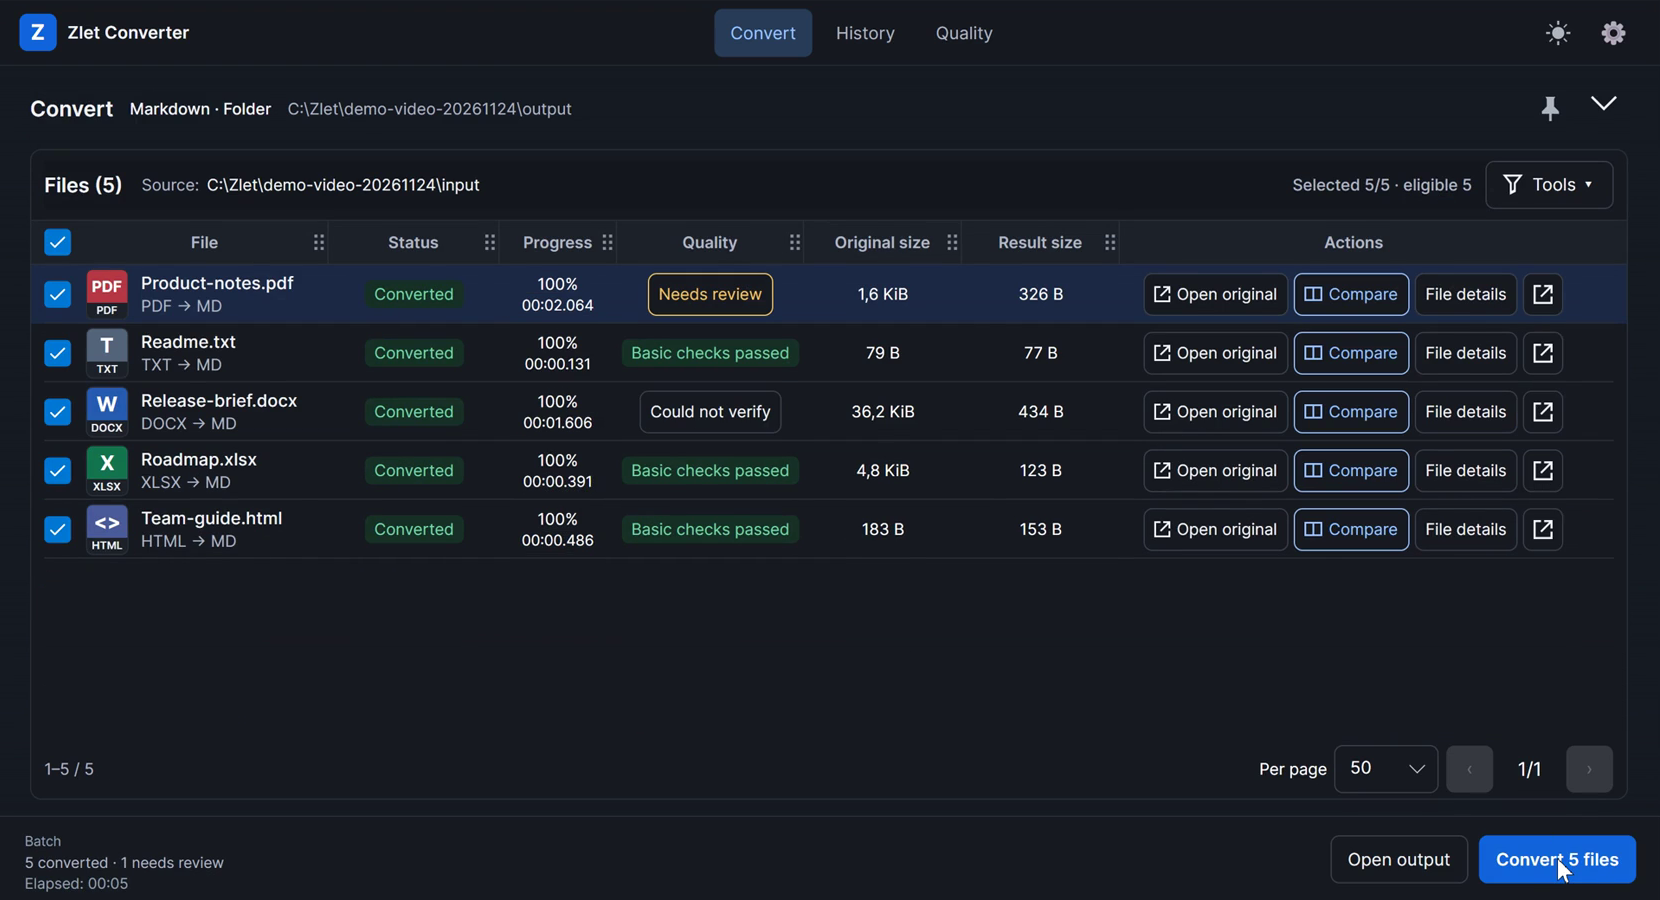 Z Zlet Converter Convert History Quality
Convert Markdown · Folder C:\Zlet\demo-video-20261124\output
Files (5) Source: C:\Zlet\demo-video-20261124\input Selected 5/5 · eligible 5 Tools ▾
File Status Progress Quality Original size Result size Actions
PDF PDF Product-notes.pdf PDF → MD Converted 100% 00:02.064 Needs review 1,6 KiB 326 B Open original Compare File details
T TXT Readme.txt TXT → MD Converted 100% 00:00.131 Basic checks passed 79 B 77 B Open original Compare File details
W DOCX Release-brief.docx DOCX → MD Converted 100% 00:01.606 Could not verify 36,2 KiB 434 B Open original Compare File details
X XLSX Roadmap.xlsx XLSX → MD Converted 100% 00:00.391 Basic checks passed 4,8 KiB 123 B Open original Compare File details
<> HTML Team-guide.html HTML → MD Converted 100% 00:00.486 Basic checks passed 183 B 153 B Open original Compare File details
1–5 / 5 Per page 50 ‹ 1/1 ›
Batch
5 converted · 1 needs review
Elapsed: 00:05
Open output Convert 5 files